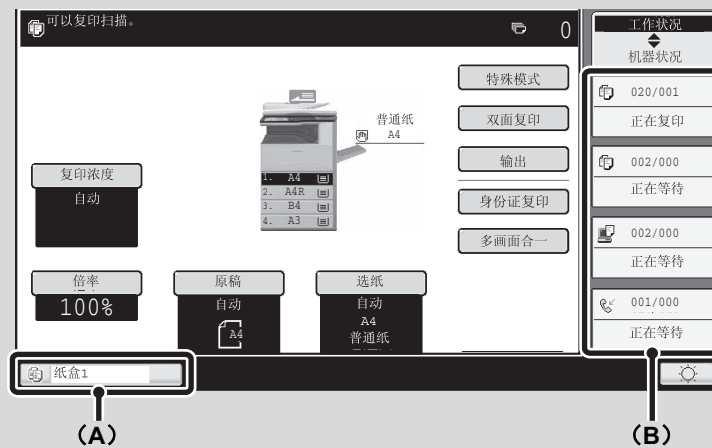 可以复印扫描。
0
工作状况
机器状况
特殊模式
双面复印
输出
身份证复印
多画面合一
普通纸
A4
1. A4
2. A4R
3. B4
4. A3
复印浓度
自动
倍率
100%
原稿
自动
A4
选纸
自动
A4
普通纸
020/001
正在复印
002/000
正在等待
002/000
正在等待
001/000
正在等待
纸盒1
(A)
(B)